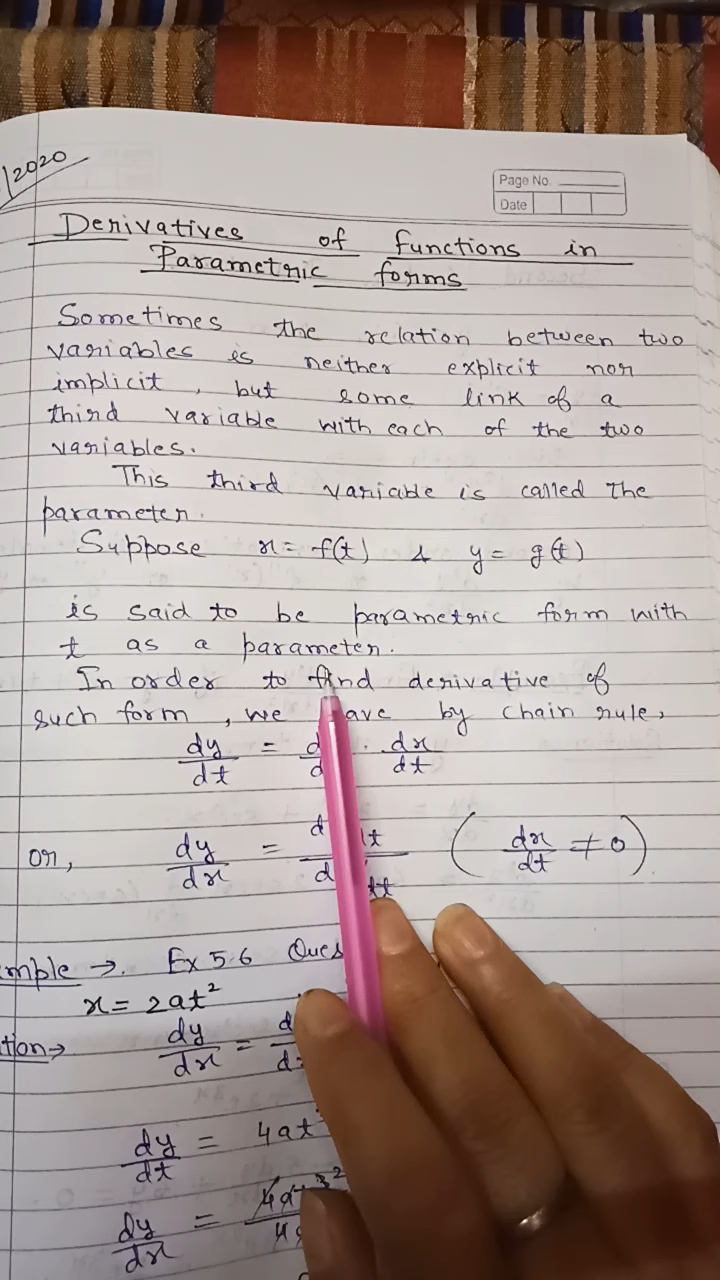 /2020
Page No.
Date
Derivatives of functions in
Parametric forms
Sometimes the relation between two
variables is neither explicit nor
implicit, but some link of a
third variable with each of the two
variables.
This third variable is called The
parameter.
Suppose x = f(t) & y = g(t)
is said to be parametric form with
t as a parameter.
In order to find derivative of
such form, we have by chain rule,
dy/dt = d . dx/dt
or, dy/dx = ( dx/dt ≠ 0 )
Ex 5.6
x = 2at²
dy/dx =
dy/dt = 4at
dy/dx =